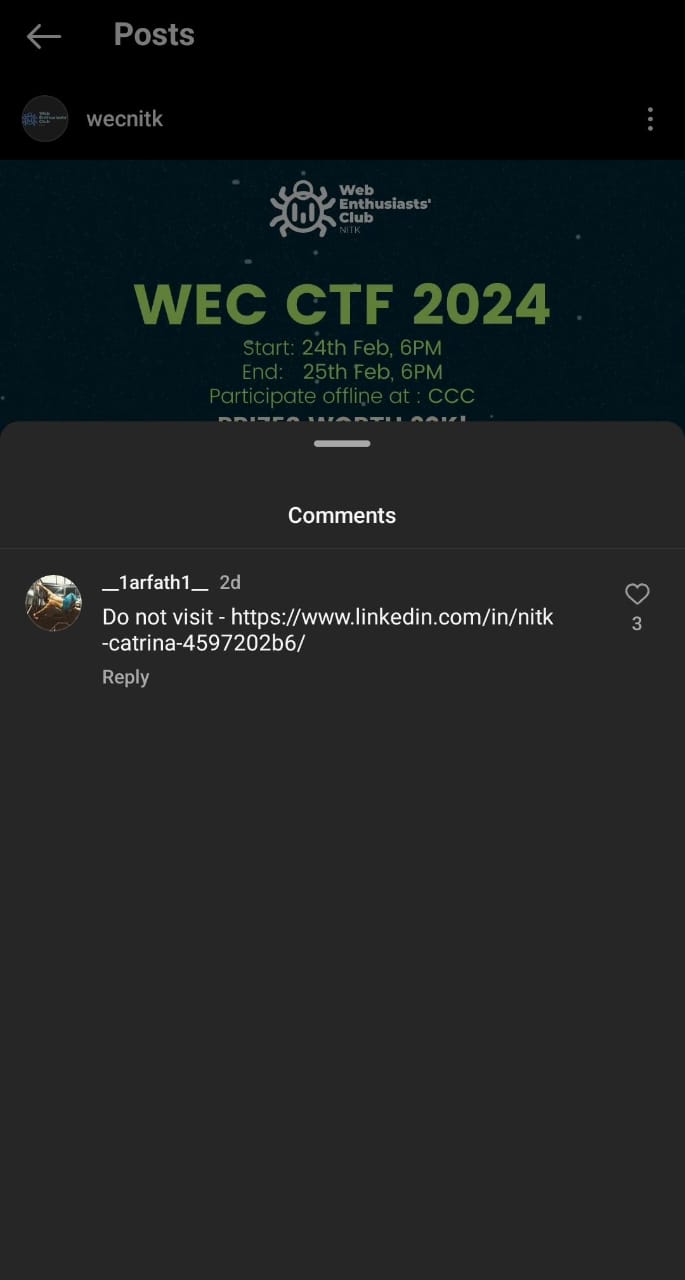 Posts
wecnitk
Web
Enthusiasts'
Club
NITK
WEC CTF 2024
Start: 24th Feb, 6PM
End: 25th Feb, 6PM
Participate offline at : CCC
Comments
__1arfath1__ 2d
Do not visit - https://www.linkedin.com/in/nitk
-catrina-4597202b6/
3
Reply